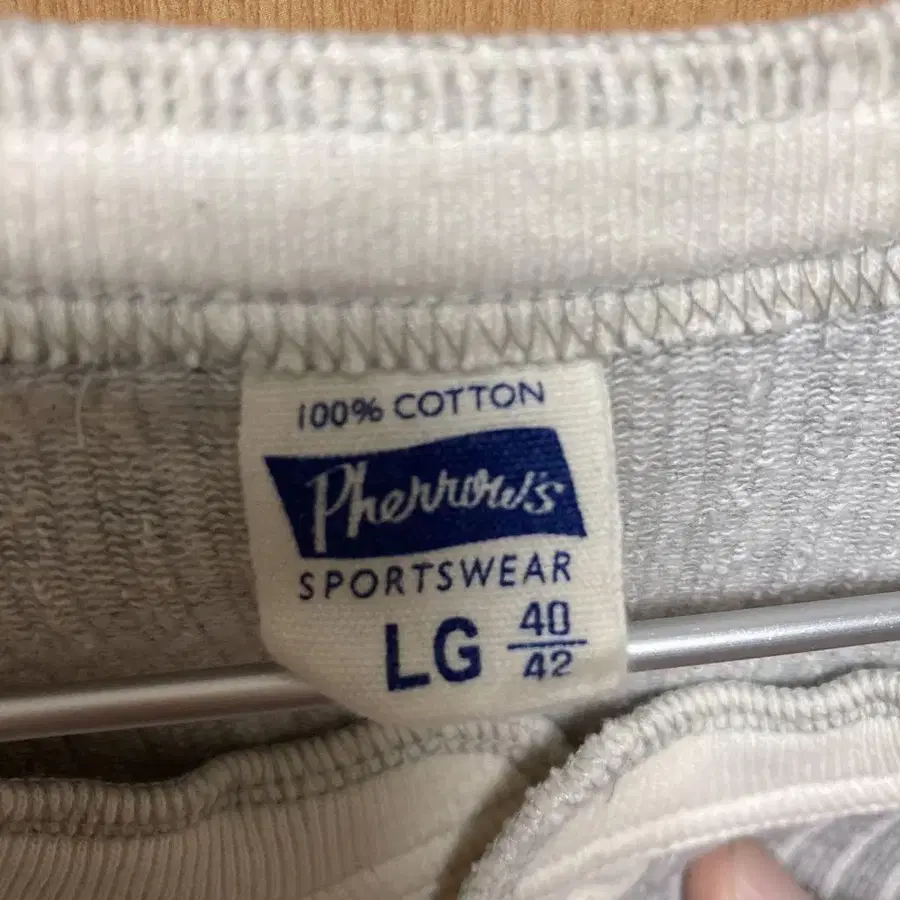 100% COTTON
Pherrow's
SPORTSWEAR
LG 40/42